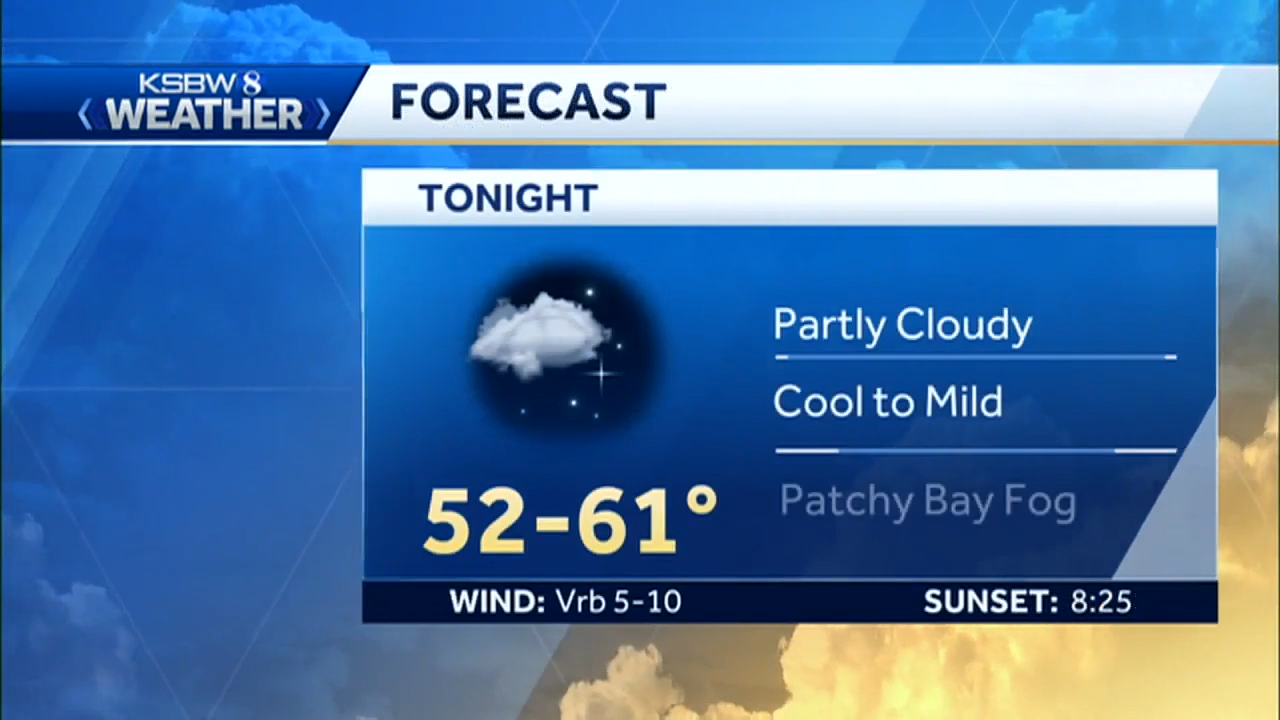 KSBW 8
WEATHER
FORECAST
TONIGHT
Partly Cloudy
Cool to Mild
Patchy Bay Fog
52-61°
WIND: Vrb 5-10
SUNSET: 8:25